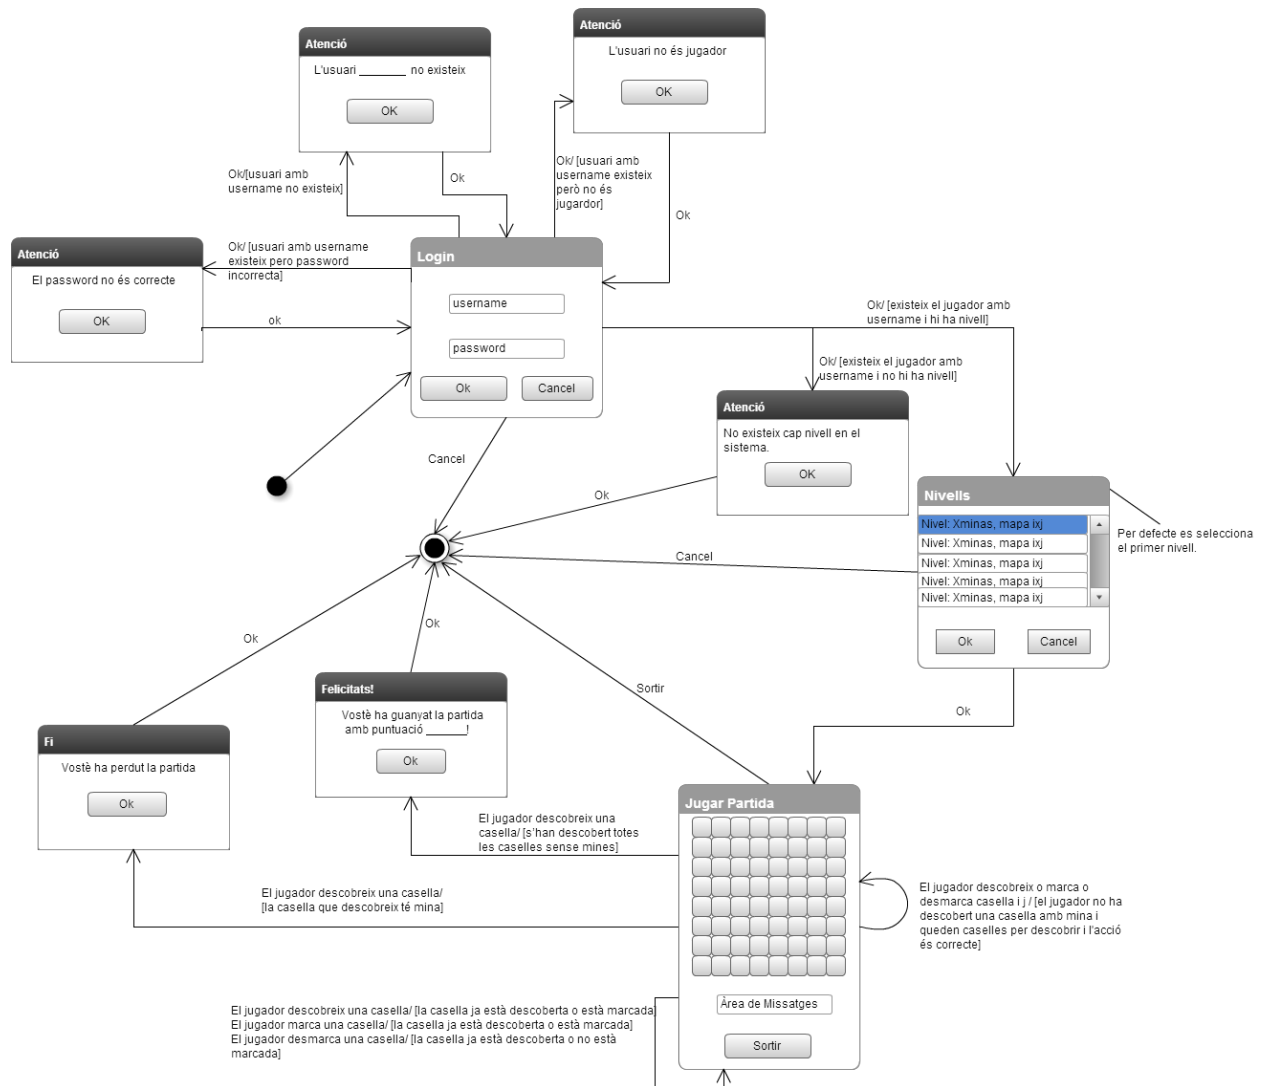 Atenció
L'usuari no és jugador
OK
Atenció
L'usuari _______ no existeix
OK
Ok/[usuari amb
username no existeix]
Ok
Ok/ [usuari amb
username existeix
però no és
jugardor]
Ok
Atenció
El password no és correcte
OK
Ok/ [usuari amb username
existeix pero password
incorrecta]
ok
Login
username
password
Ok
Cancel
Ok/ [existeix el jugador amb
username i hi ha nivell]
Ok/ [existeix el jugador amb
username i no hi ha nivell]
Atenció
No existeix cap nivell en el
sistema.
OK
Cancel
Ok
Nivells
Nivel: Xminas, mapa ixj
Nivel: Xminas, mapa ixj
Nivel: Xminas, mapa ixj
Nivel: Xminas, mapa ixj
Nivel: Xminas, mapa ixj
Ok
Cancel
Per defecte es selecciona
el primer nivell.
Cancel
Ok
Ok
Sortir
Ok
Felicitats!
Vostè ha guanyat la partida
amb puntuació ______!
Ok
Fi
Vostè ha perdut la partida
Ok
Jugar Partida
Àrea de Missatges
Sortir
El jugador descobreix una
casella/ [s'han descobert totes
les caselles sense mines]
El jugador descobreix una casella/
[la casella que descobreix té mina]
El jugador descobreix o marca o
desmarca casella i j / [el jugador no ha
descobert una casella amb mina i
queden caselles per descobrir i l'acció
és correcte]
El jugador descobreix una casella/ [la casella ja està descoberta o està marcada]
El jugador marca una casella/ [la casella ja està descoberta o està marcada]
El jugador desmarca una casella/ [la casella ja està descoberta o no està
marcada]